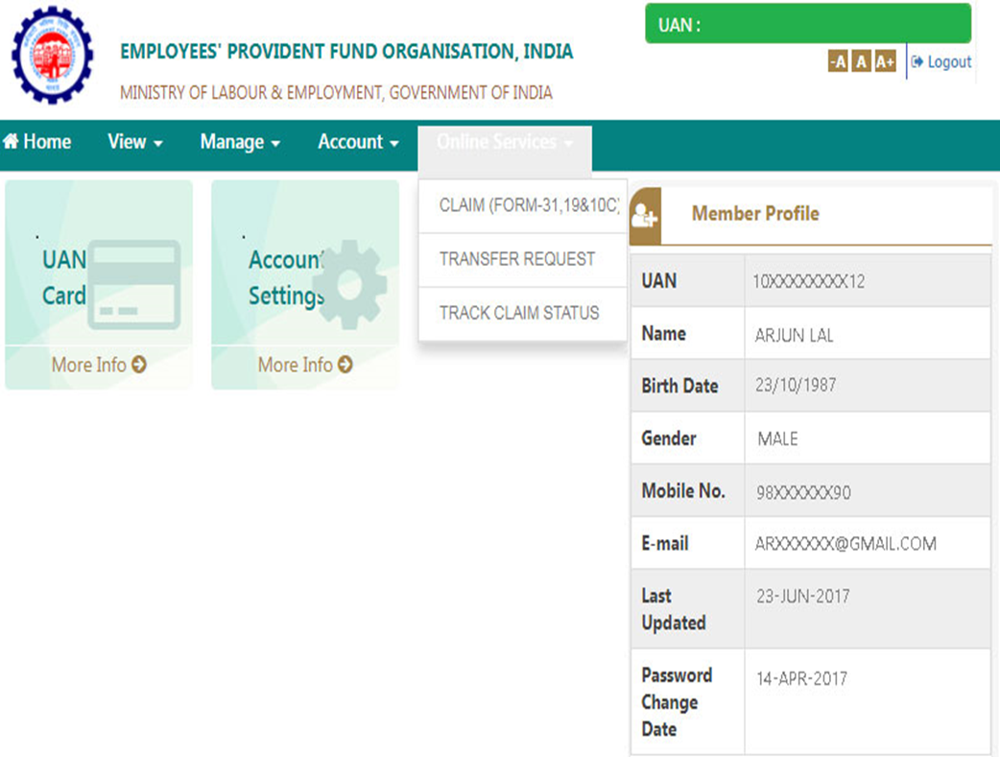 UAN :
EMPLOYEES' PROVIDENT FUND ORGANISATION, INDIA
-A A A+ Logout
MINISTRY OF LABOUR & EMPLOYMENT, GOVERNMENT OF INDIA
Home View Manage Account Online Services
CLAIM (FORM-31,19&10C)
TRANSFER REQUEST
TRACK CLAIM STATUS
UAN
Card
More Info
Account
Settings
More Info
Member Profile
UAN 10XXXXXXXX12
Name ARJUN LAL
Birth Date 23/10/1987
Gender MALE
Mobile No. 98XXXXXX90
E-mail ARXXXXXX@GMAIL.COM
Last
Updated
23-JUN-2017
Password
Change
Date
14-APR-2017